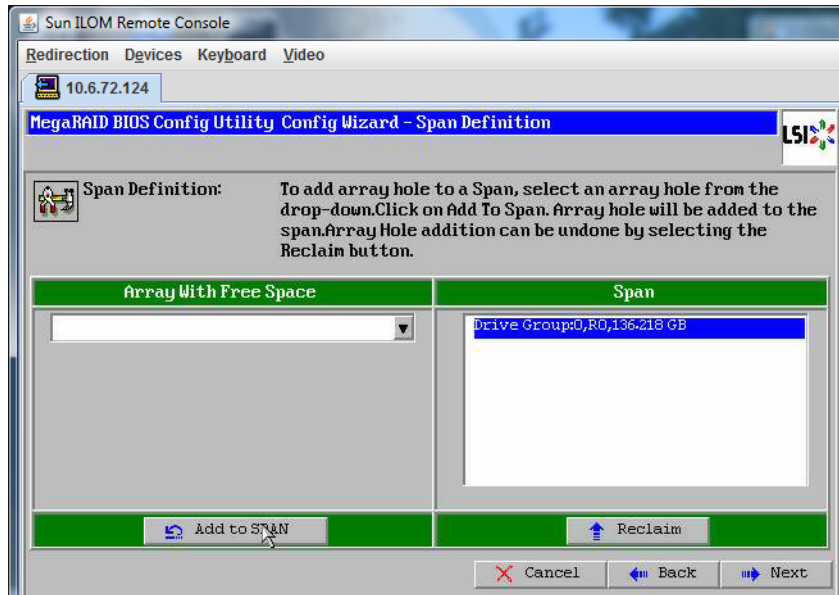 Sun ILOM Remote Console
Redirection Devices Keyboard Video
10.6.72.124
MegaRAID BIOS Config Utility Config Wizard - Span Definition
LSI
Span Definition: To add array hole to a Span, select an array hole from the
drop-down.Click on Add To Span. Array hole will be added to the
span.Array Hole addition can be undone by selecting the
Reclaim button.
Array With Free Space Span
Drive Group:0,R0,136.218 GB
Add to SPAN Reclaim
Cancel Back Next